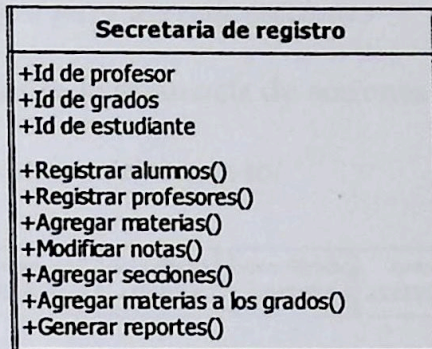 Secretaria de registro
+Id de profesor
+Id de grados
+Id de estudiante
+Registrar alumnos()
+Registrar profesores()
+Agregar materias()
+Modificar notas()
+Agregar secciones()
+Agregar materias a los grados()
+Generar reportes()